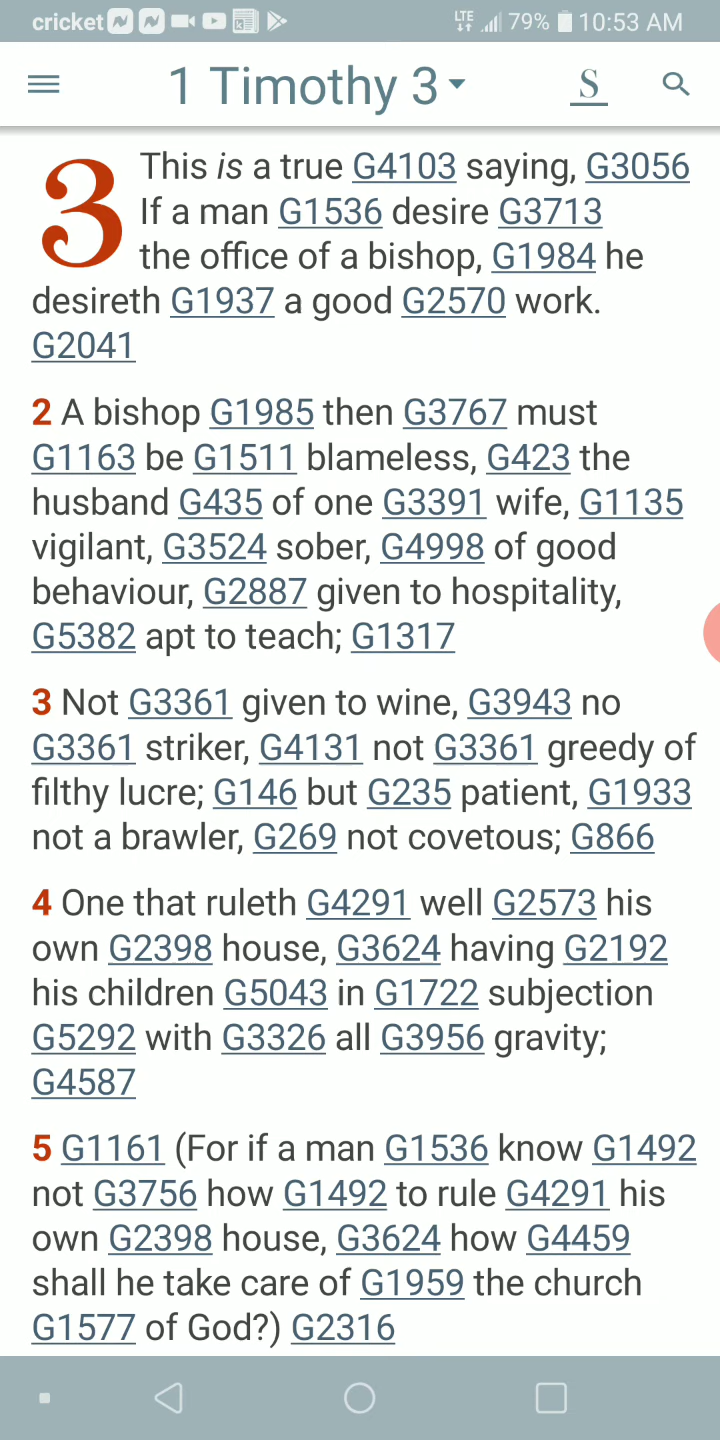 cricket LTE 79% 10:53 AM
1 Timothy 3 S
3 This is a true G4103 saying, G3056
If a man G1536 desire G3713
the office of a bishop, G1984 he
desireth G1937 a good G2570 work.
G2041
2 A bishop G1985 then G3767 must
G1163 be G1511 blameless, G423 the
husband G435 of one G3391 wife, G1135
vigilant, G3524 sober, G4998 of good
behaviour, G2887 given to hospitality,
G5382 apt to teach; G1317
3 Not G3361 given to wine, G3943 no
G3361 striker, G4131 not G3361 greedy of
filthy lucre; G146 but G235 patient, G1933
not a brawler, G269 not covetous; G866
4 One that ruleth G4291 well G2573 his
own G2398 house, G3624 having G2192
his children G5043 in G1722 subjection
G5292 with G3326 all G3956 gravity;
G4587
5 G1161 (For if a man G1536 know G1492
not G3756 how G1492 to rule G4291 his
own G2398 house, G3624 how G4459
shall he take care of G1959 the church
G1577 of God?) G2316